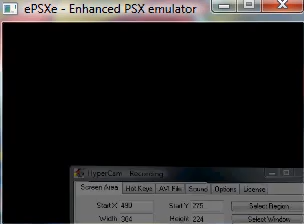 ePSXe - Enhanced PSX emulator
HyperCam - Recording
Screen Area Hot Keys AVI File Sound Options License
Start X: 499 Start Y: 275 Select Region
Width: 304 Height: 224 Select Window